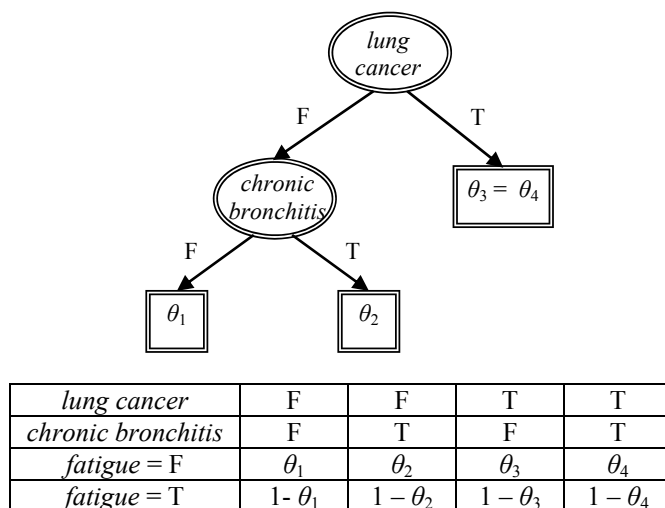 lung
cancer
F
T
chronic
bronchitis
θ3 = θ4
F
T
θ1
θ2
lung cancer F F T T
chronic bronchitis F T F T
fatigue = F θ1 θ2 θ3 θ4
fatigue = T 1- θ1 1 – θ2 1 – θ3 1 – θ4